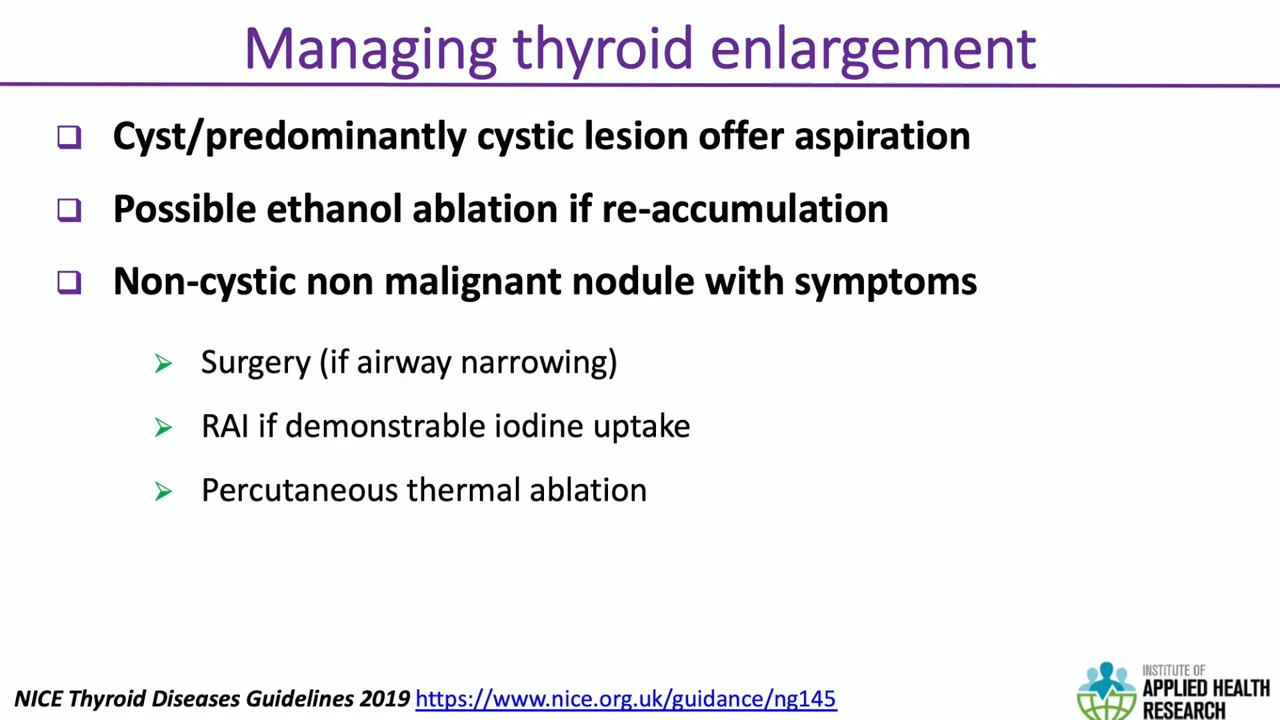 Managing thyroid enlargement
Cyst/predominantly cystic lesion offer aspiration
Possible ethanol ablation if re-accumulation
Non-cystic non malignant nodule with symptoms
Surgery (if airway narrowing)
RAI if demonstrable iodine uptake
Percutaneous thermal ablation
NICE Thyroid Diseases Guidelines 2019 https://www.nice.org.uk/guidance/ng145
INSTITUTE OF
APPLIED HEALTH
RESEARCH